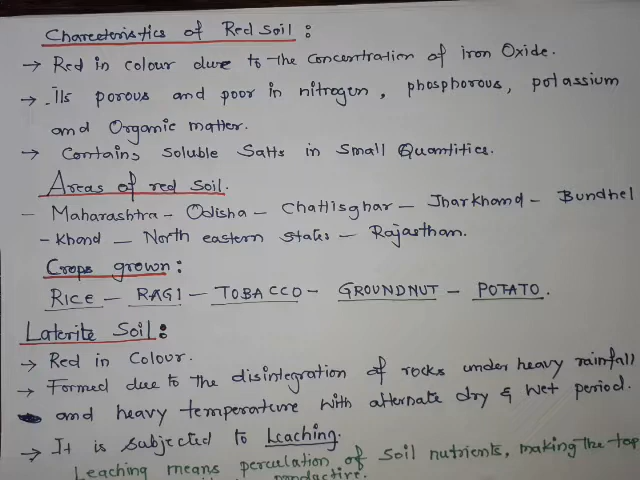 Charecteristics of Red Soil :
→ Red in colour due to the concentration of iron Oxide.
→ . Its porous and poor in nitrogen, phosphorous, potassium
and Organic matter.
→ Contains Soluble Salts in Small Quantities.
Areas of red Soil.
- Maharashtra - Odisha - Chattisghar - Jharkhand - Bundhel
- khand - North eastern States - Rajasthan.
Crops grown :
RICE - RAGI - TOBACCO - GROUNDNUT - POTATO.
Laterite Soil :
→ Red in Colour.
→ Formed due to the disintegration of rocks under heavy rainfall
and heavy temperature with alternate dry & wet period.
→ It is subjected to Leaching.
Leaching means perculation of Soil nutrients, making the top